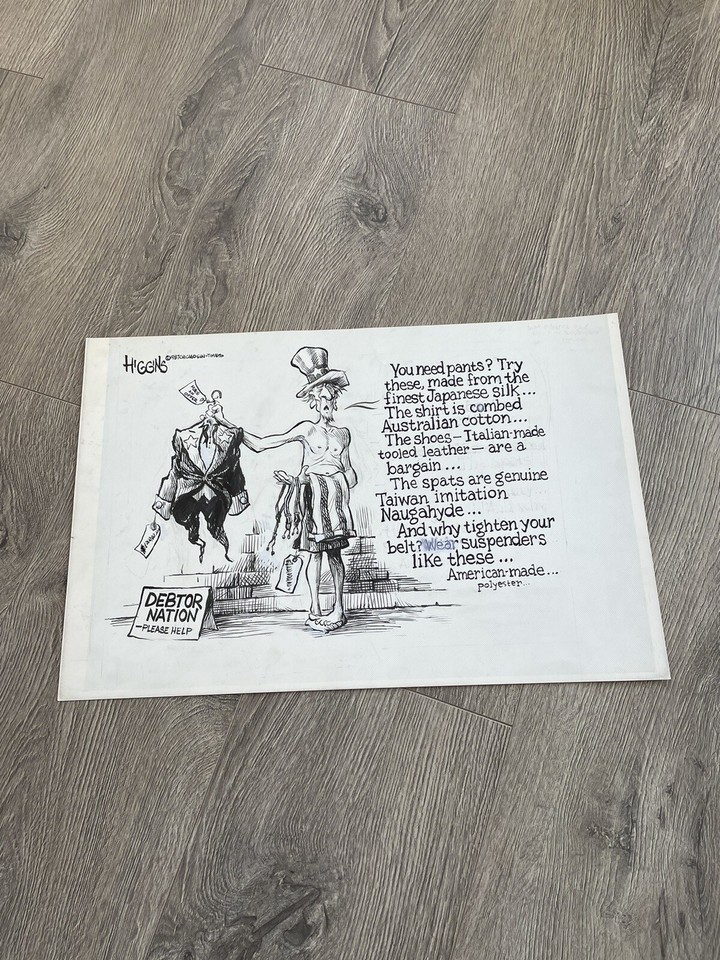 HIGGINS
You need pants? Try
these, made from the
finest Japanese silk...
The shirt is combed
Australian cotton...
The shoes — Italian-made
tooled leather — are a
bargain...
The spats are genuine
Taiwan imitation
Naugahyde...
And why tighten your
belt? Wear suspenders
like these...
American-made...
polyester...
DEBTOR
NATION
—PLEASE HELP